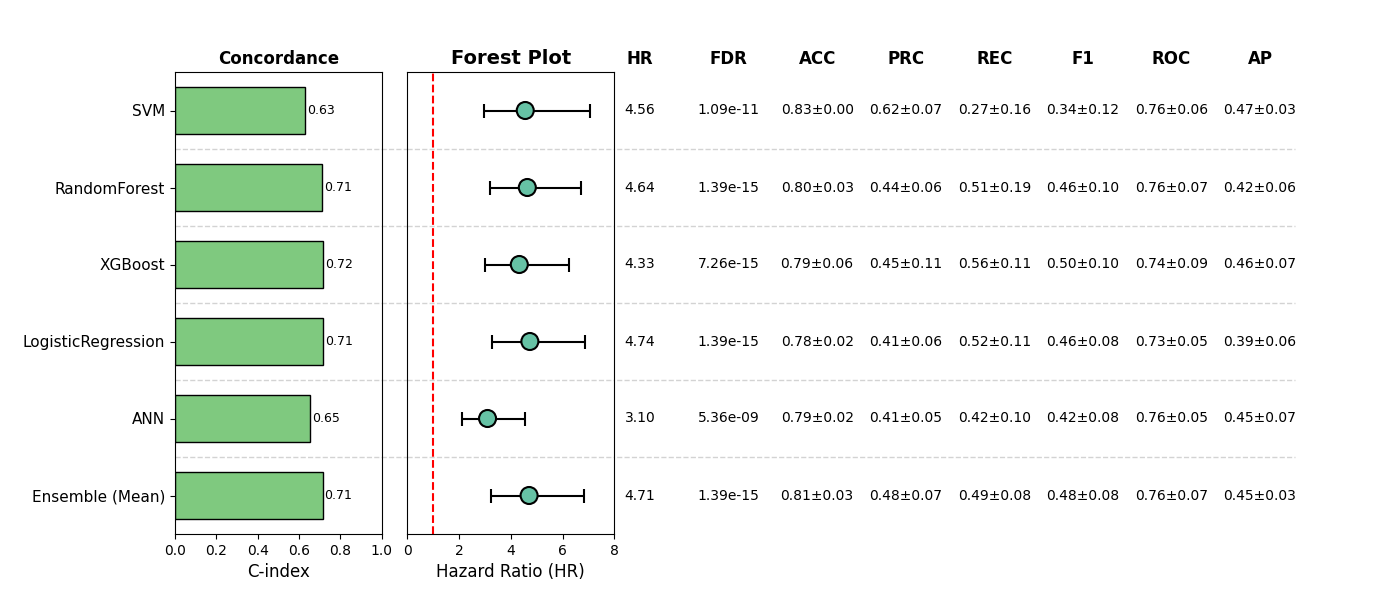 Concordance Forest Plot HR FDR ACC PRC REC F1 ROC AP
SVM 0.63 4.56 1.09e-11 0.83±0.00 0.62±0.07 0.27±0.16 0.34±0.12 0.76±0.06 0.47±0.03
RandomForest 0.71 4.64 1.39e-15 0.80±0.03 0.44±0.06 0.51±0.19 0.46±0.10 0.76±0.07 0.42±0.06
XGBoost 0.72 4.33 7.26e-15 0.79±0.06 0.45±0.11 0.56±0.11 0.50±0.10 0.74±0.09 0.46±0.07
LogisticRegression 0.71 4.74 1.39e-15 0.78±0.02 0.41±0.06 0.52±0.11 0.46±0.08 0.73±0.05 0.39±0.06
ANN 0.65 3.10 5.36e-09 0.79±0.02 0.41±0.05 0.42±0.10 0.42±0.08 0.76±0.05 0.45±0.07
Ensemble (Mean) 0.71 4.71 1.39e-15 0.81±0.03 0.48±0.07 0.49±0.08 0.48±0.08 0.76±0.07 0.45±0.03
0.0 0.2 0.4 0.6 0.8 1.0 0 2 4 6 8
C-index Hazard Ratio (HR)